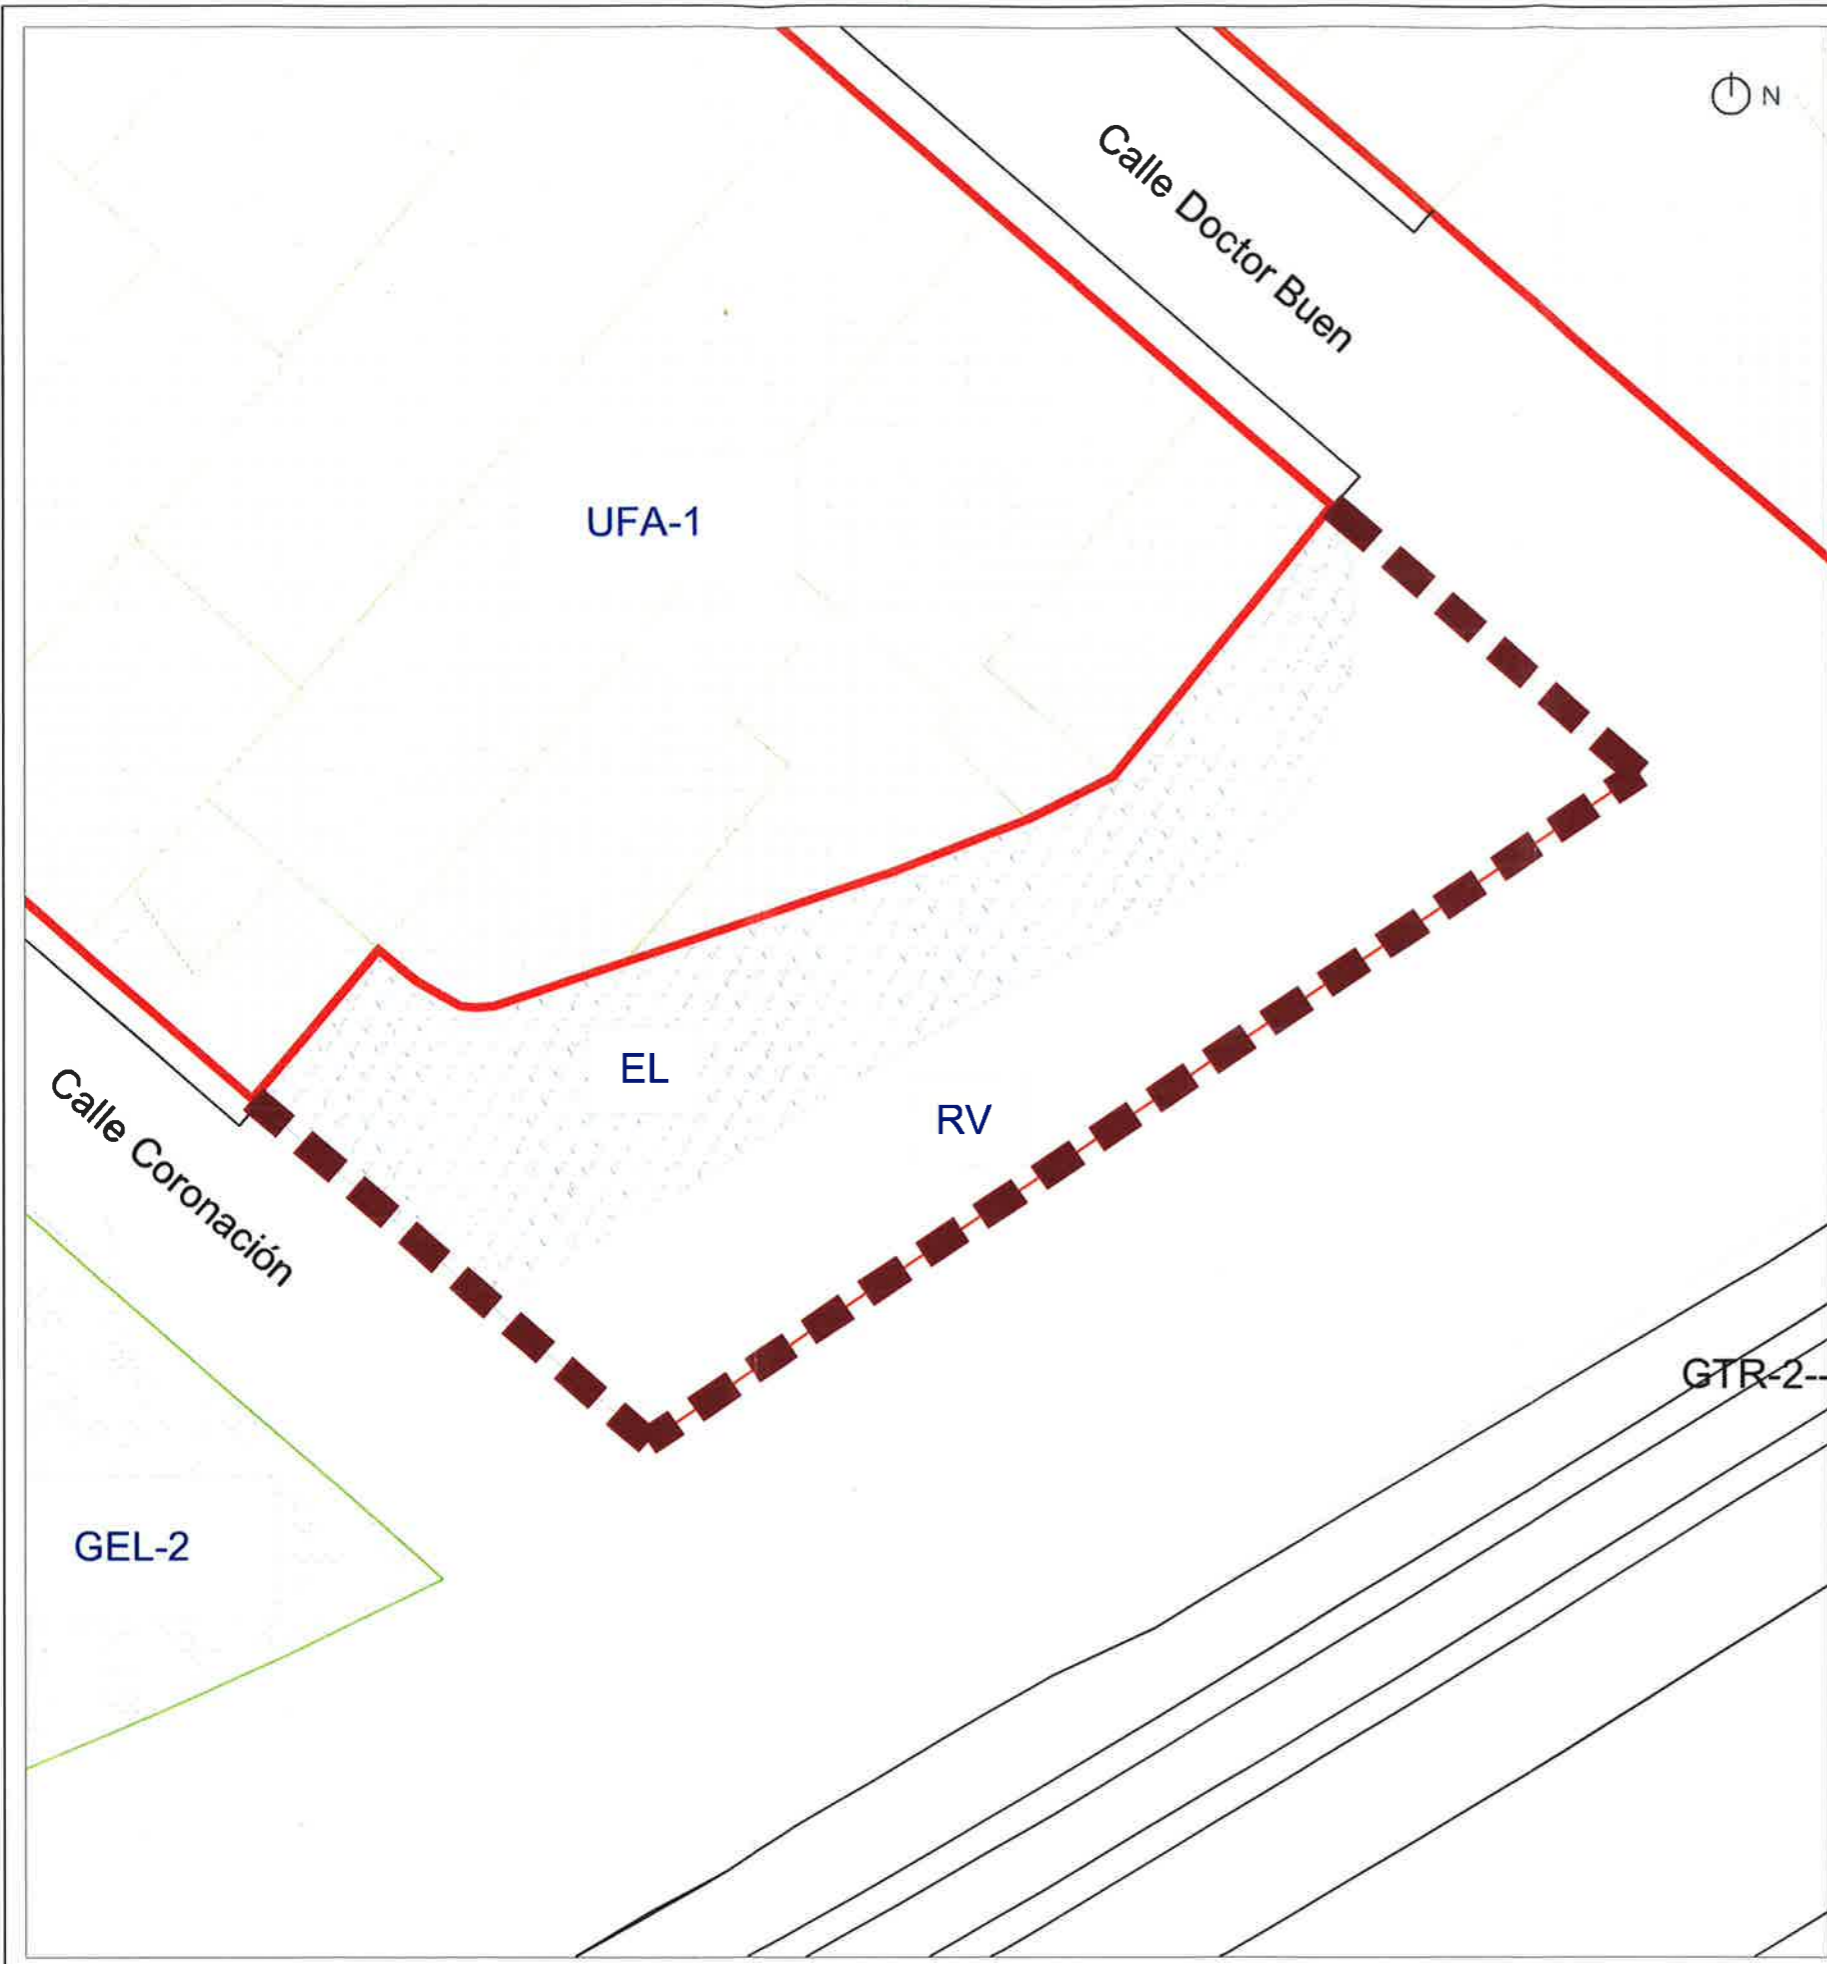 N
Calle Doctor Buen
UFA-1
EL
RV
Calle Coronación
GTR-2--
GEL-2